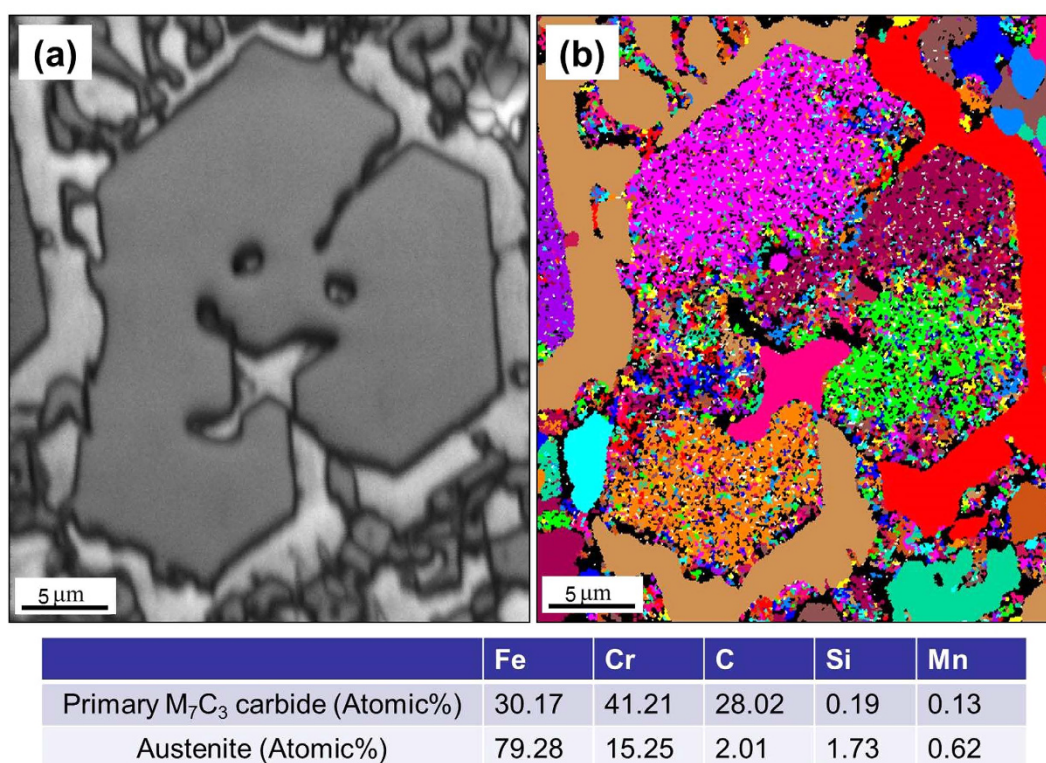 (a) (b)
5 μm 5 μm
Fe Cr C Si Mn
Primary M₇C₃ carbide (Atomic%) 30.17 41.21 28.02 0.19 0.13
Austenite (Atomic%) 79.28 15.25 2.01 1.73 0.62